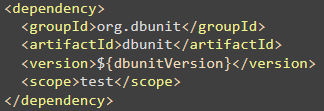 <dependency>
  <groupId>org.dbunit</groupId>
  <artifactId>dbunit</artifactId>
  <version>${dbunitVersion}</version>
  <scope>test</scope>
</dependency>